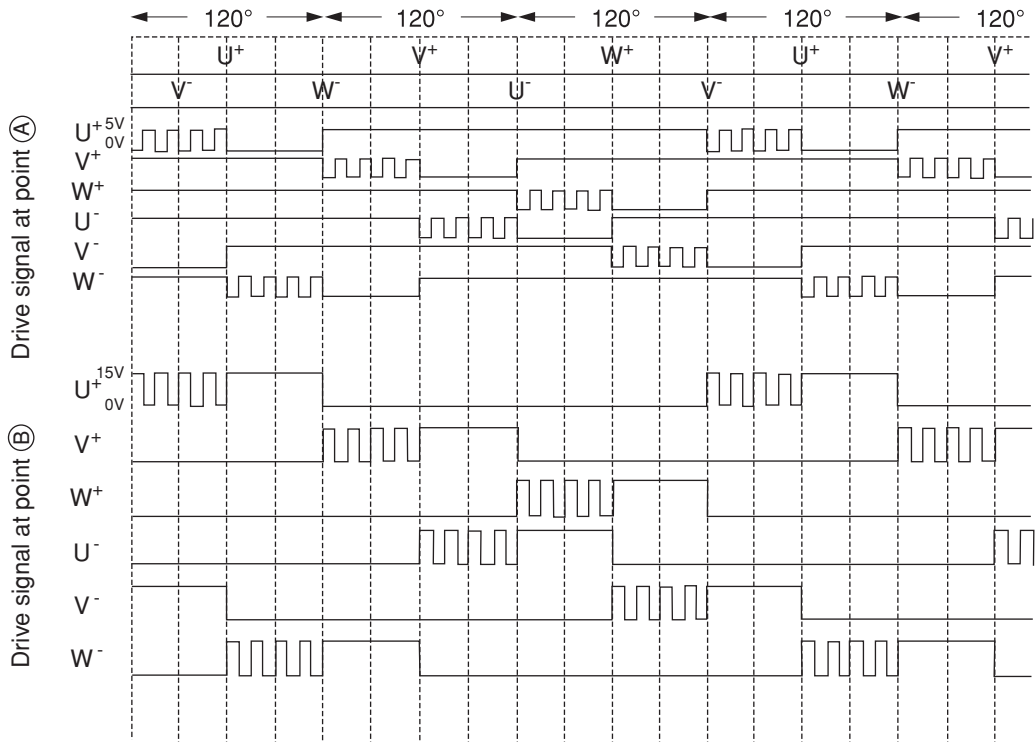 120° 120° 120° 120° 120°
U+ V+ W+ U+ V+
V- W- U- V- W-
Drive signal at point Ⓐ
U+ 5V
0V
V+
W+
U-
V-
W-
Drive signal at point Ⓑ
U+ 15V
0V
V+
W+
U-
V-
W-